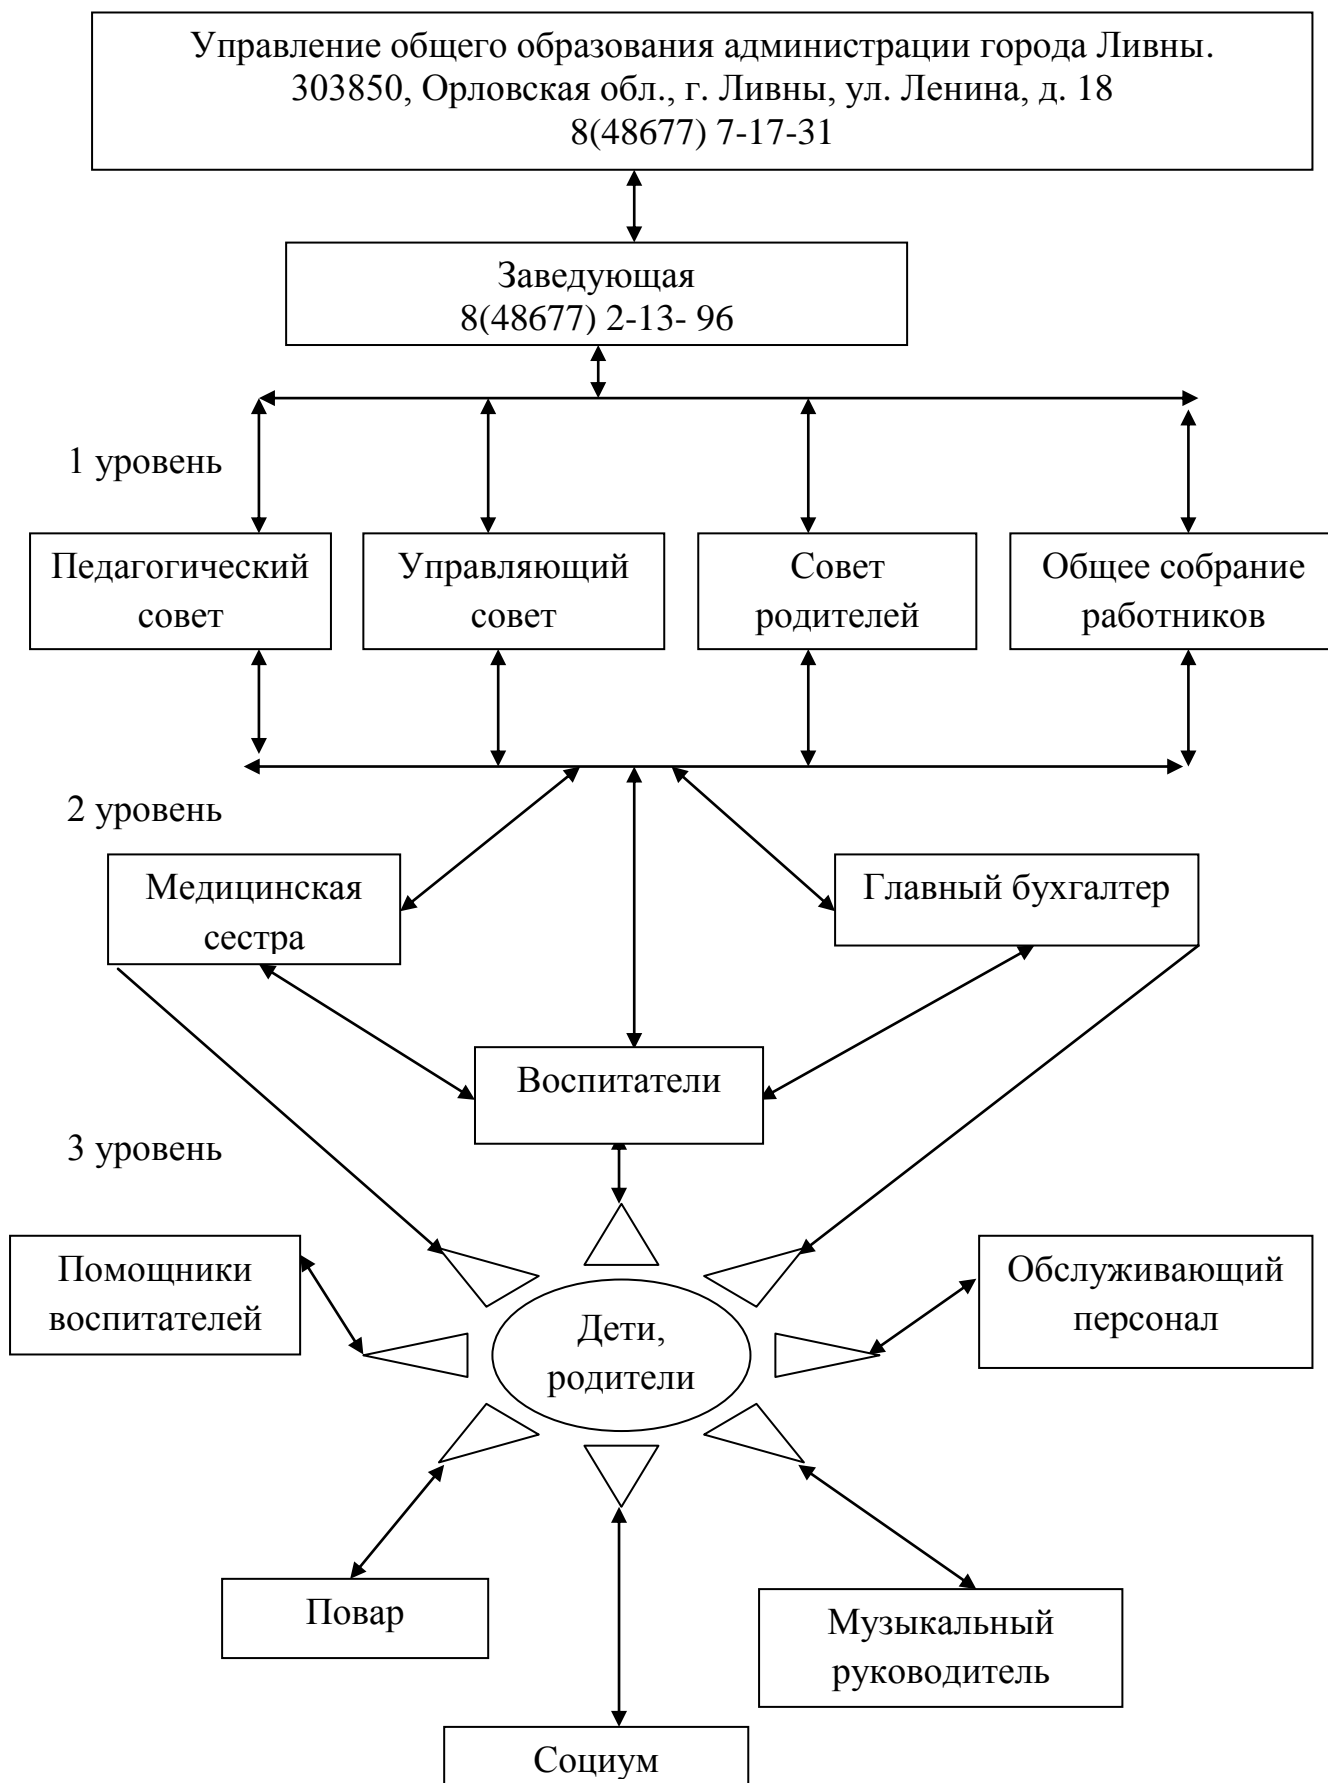 Управление общего образования администрации города Ливны.
303850, Орловская обл., г. Ливны, ул. Ленина, д. 18
8(48677) 7-17-31
Заведующая
8(48677) 2-13- 96
1 уровень
Педагогический
совет
Управляющий
совет
Совет
родителей
Общее собрание
работников
2 уровень
Медицинская
сестра
Главный бухгалтер
Воспитатели
3 уровень
Помощники
воспитателей
Обслуживающий
персонал
Дети,
родители
Повар
Музыкальный
руководитель
Социум